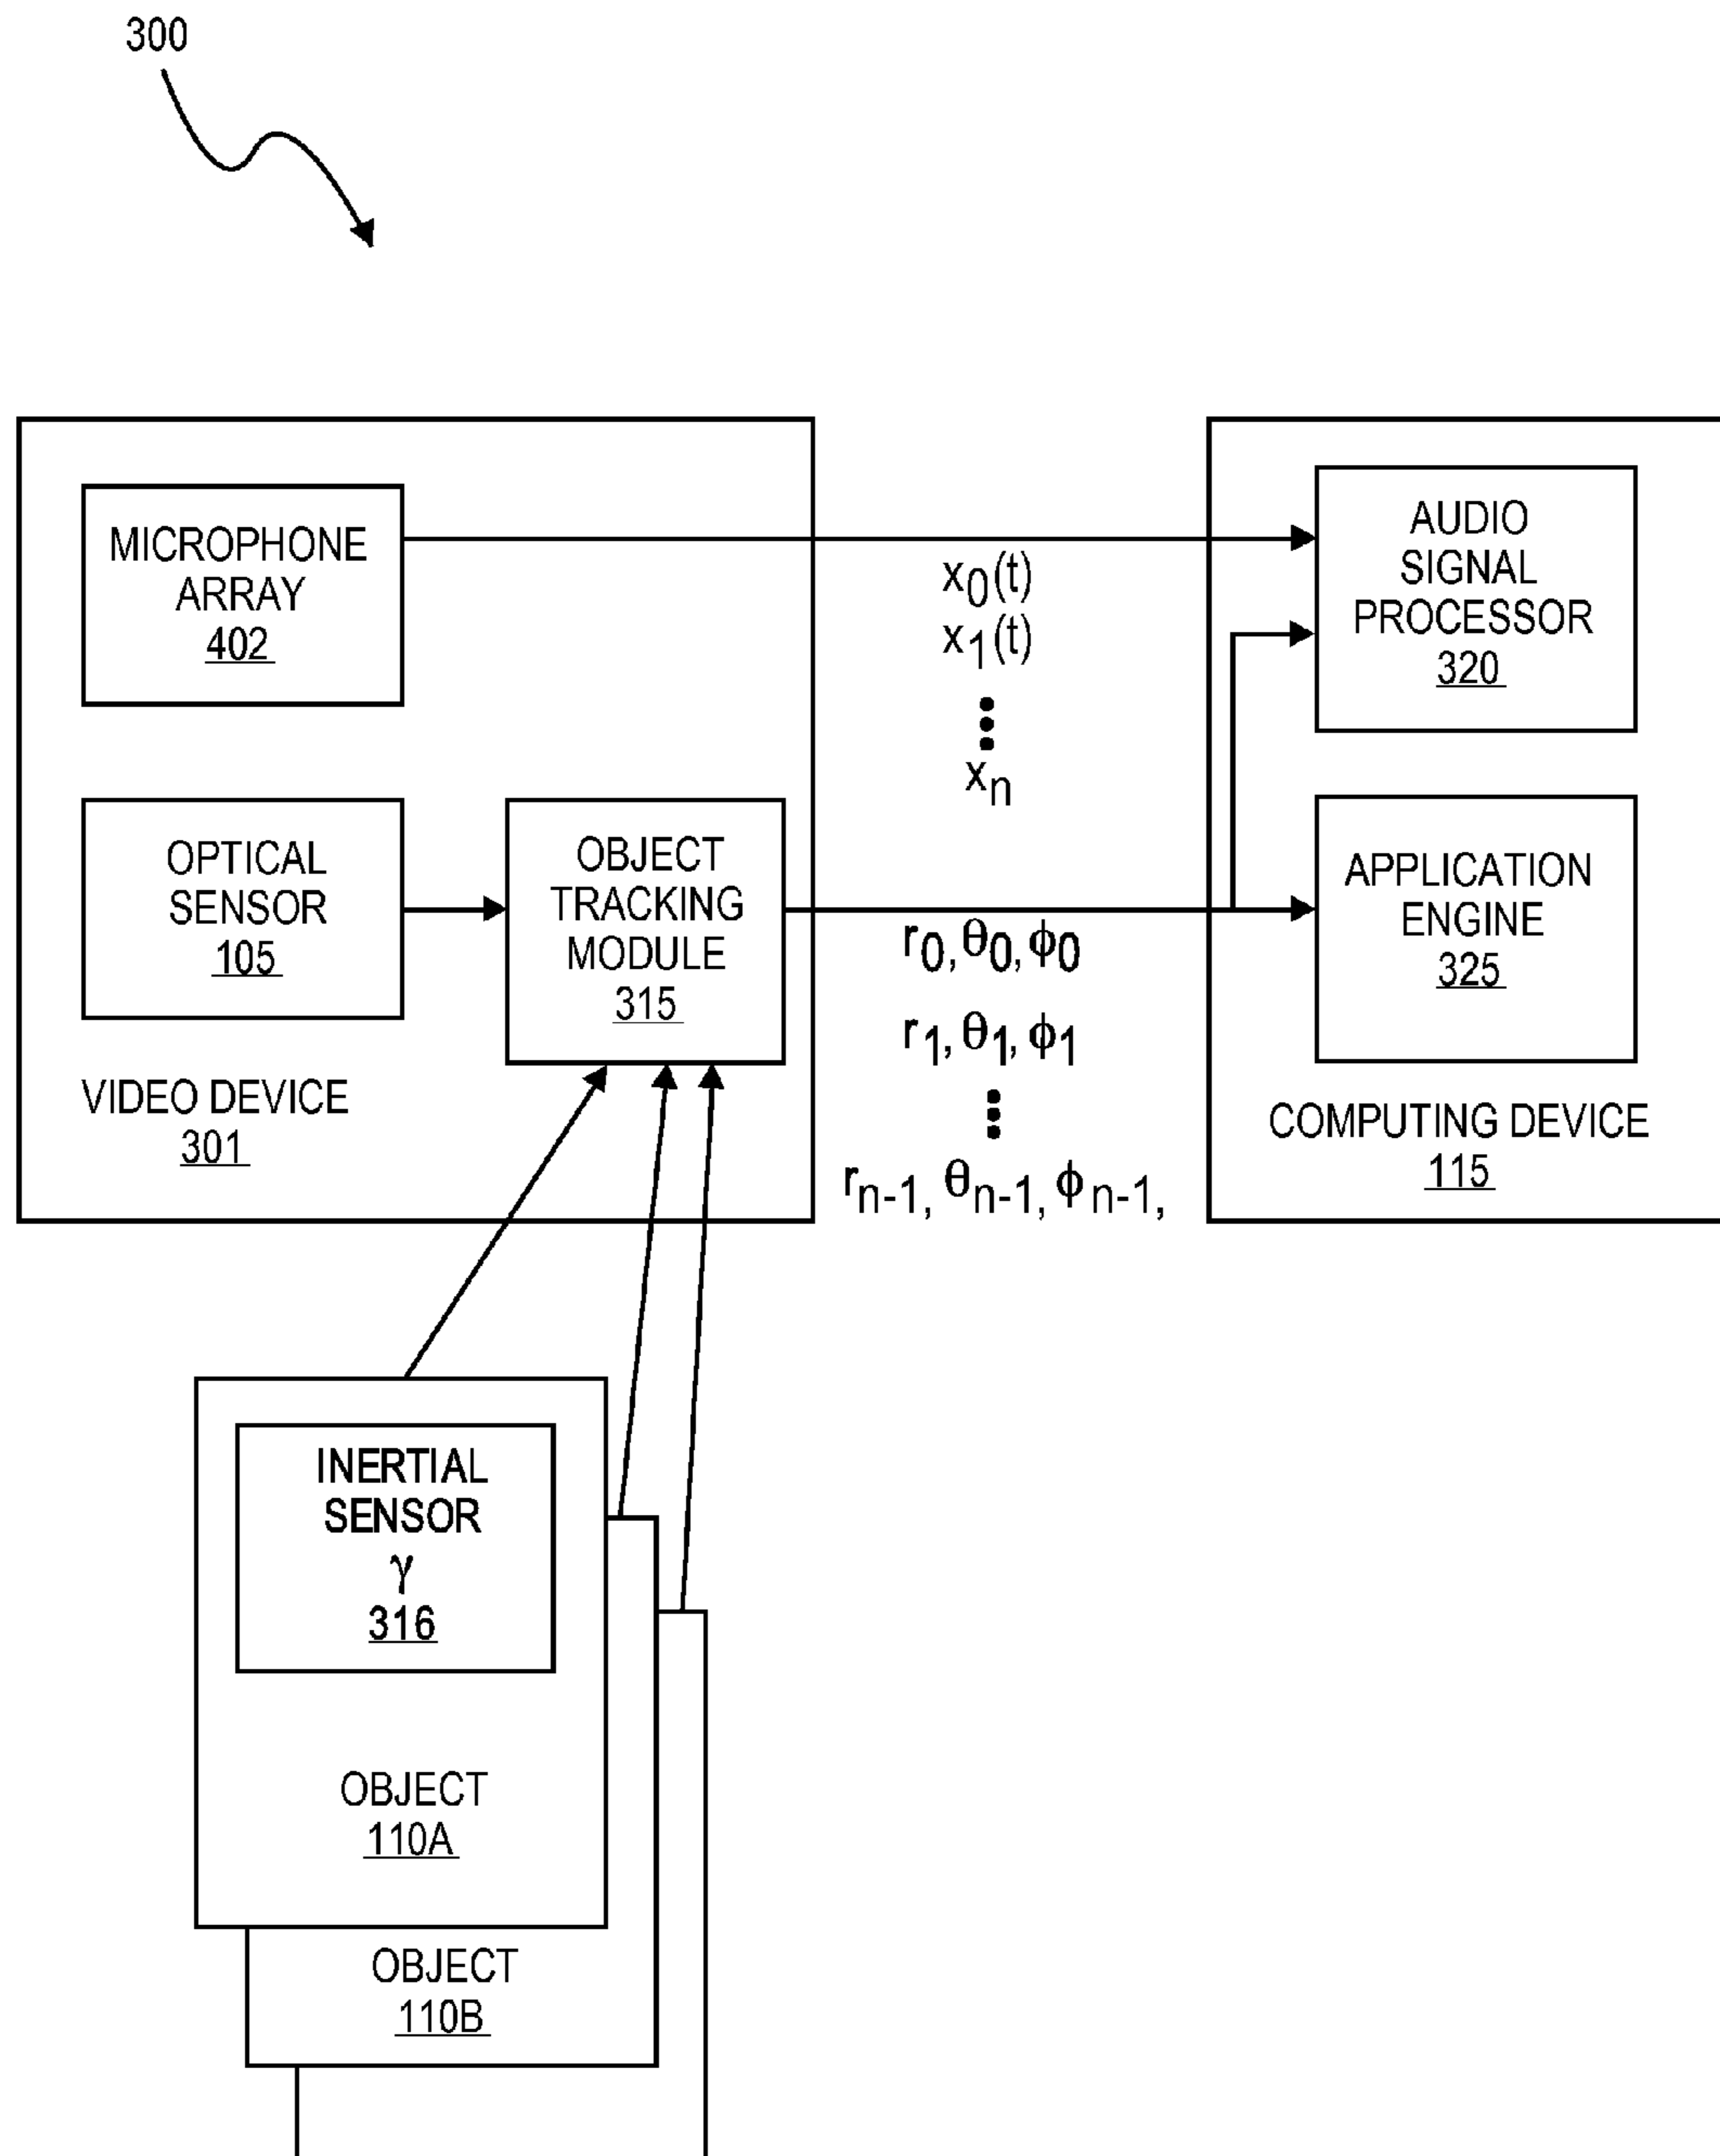 300
MICROPHONE
ARRAY
402
x0(t)
x1(t)
xn
AUDIO
SIGNAL
PROCESSOR
320
OPTICAL
SENSOR
105
OBJECT
TRACKING
MODULE
315
r0, θ0, ϕ0
r1, θ1, ϕ1
rn-1, θn-1, ϕn-1,
APPLICATION
ENGINE
325
VIDEO DEVICE
301
COMPUTING DEVICE
115
INERTIAL
SENSOR
γ
316
OBJECT
110A
OBJECT
110B